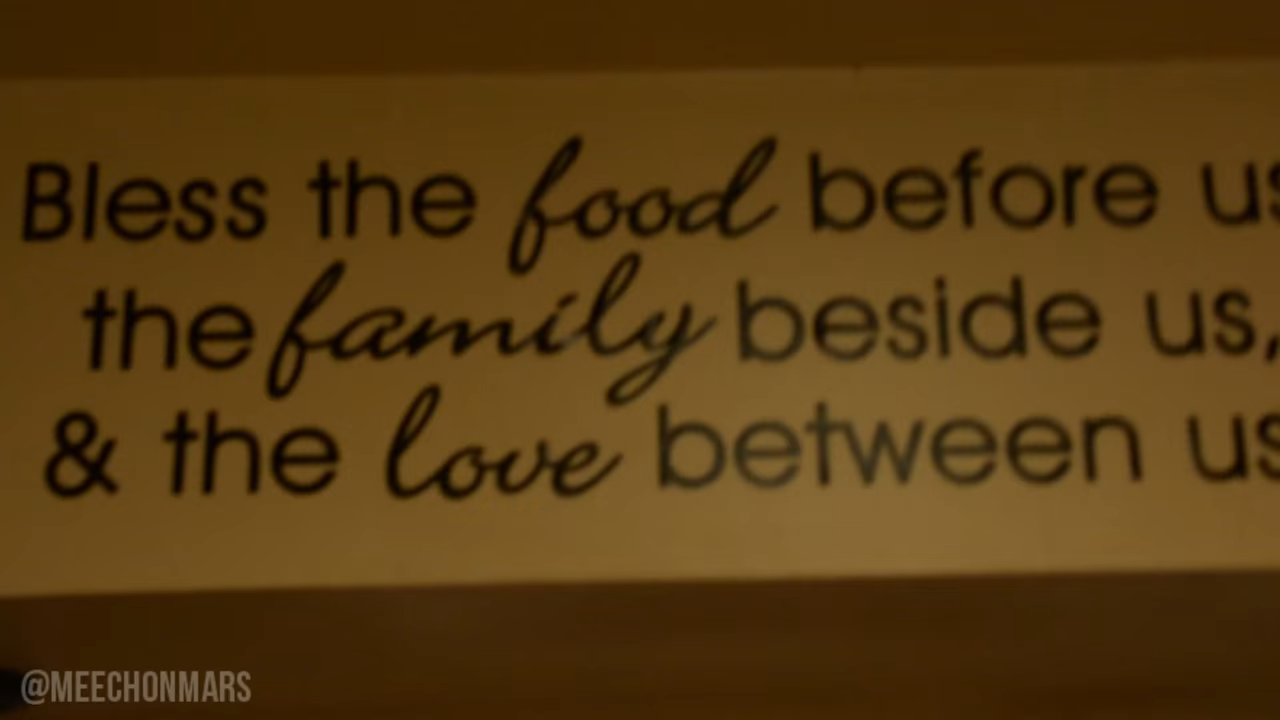 Bless the food before us
the family beside us,
& the love between us
@MEECHONMARS